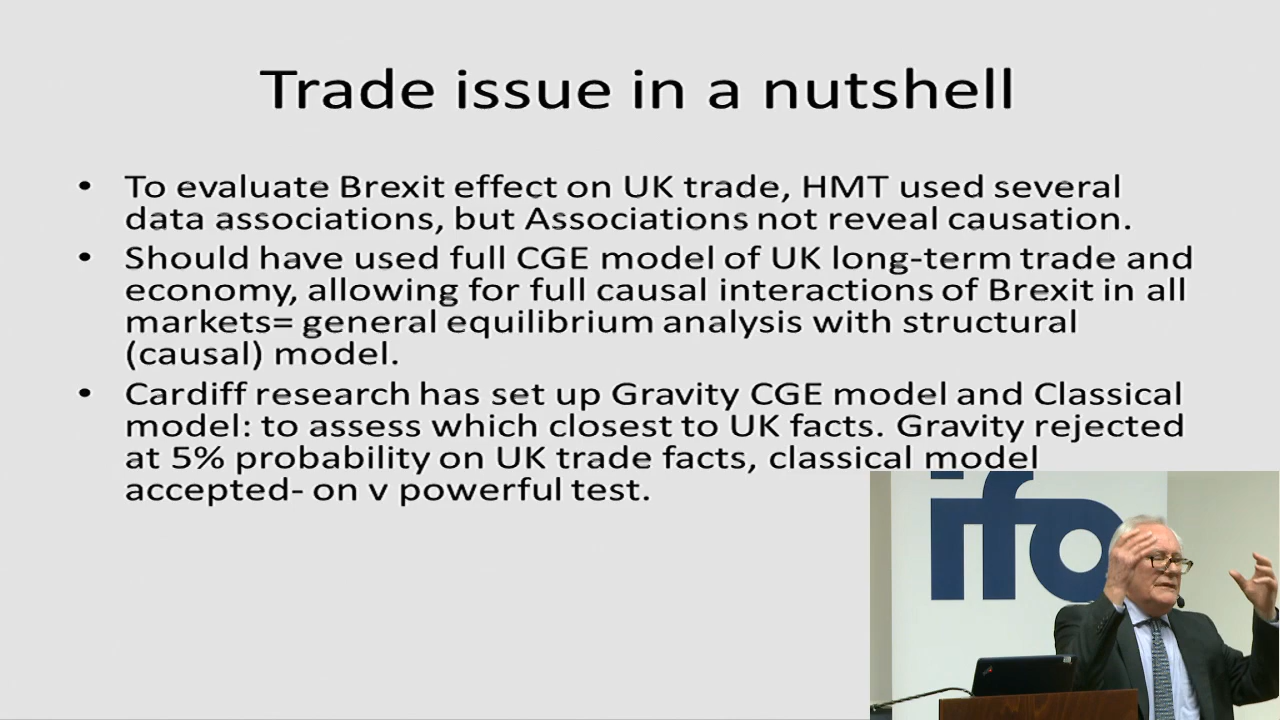 Trade issue in a nutshell
• To evaluate Brexit effect on UK trade, HMT used several
data associations, but Associations not reveal causation.
• Should have used full CGE model of UK long-term trade and
economy, allowing for full causal interactions of Brexit in all
markets= general equilibrium analysis with structural
(causal) model.
• Cardiff research has set up Gravity CGE model and Classical
model: to assess which closest to UK facts. Gravity rejected
at 5% probability on UK trade facts, classical model
accepted- on v powerful test.
ifo